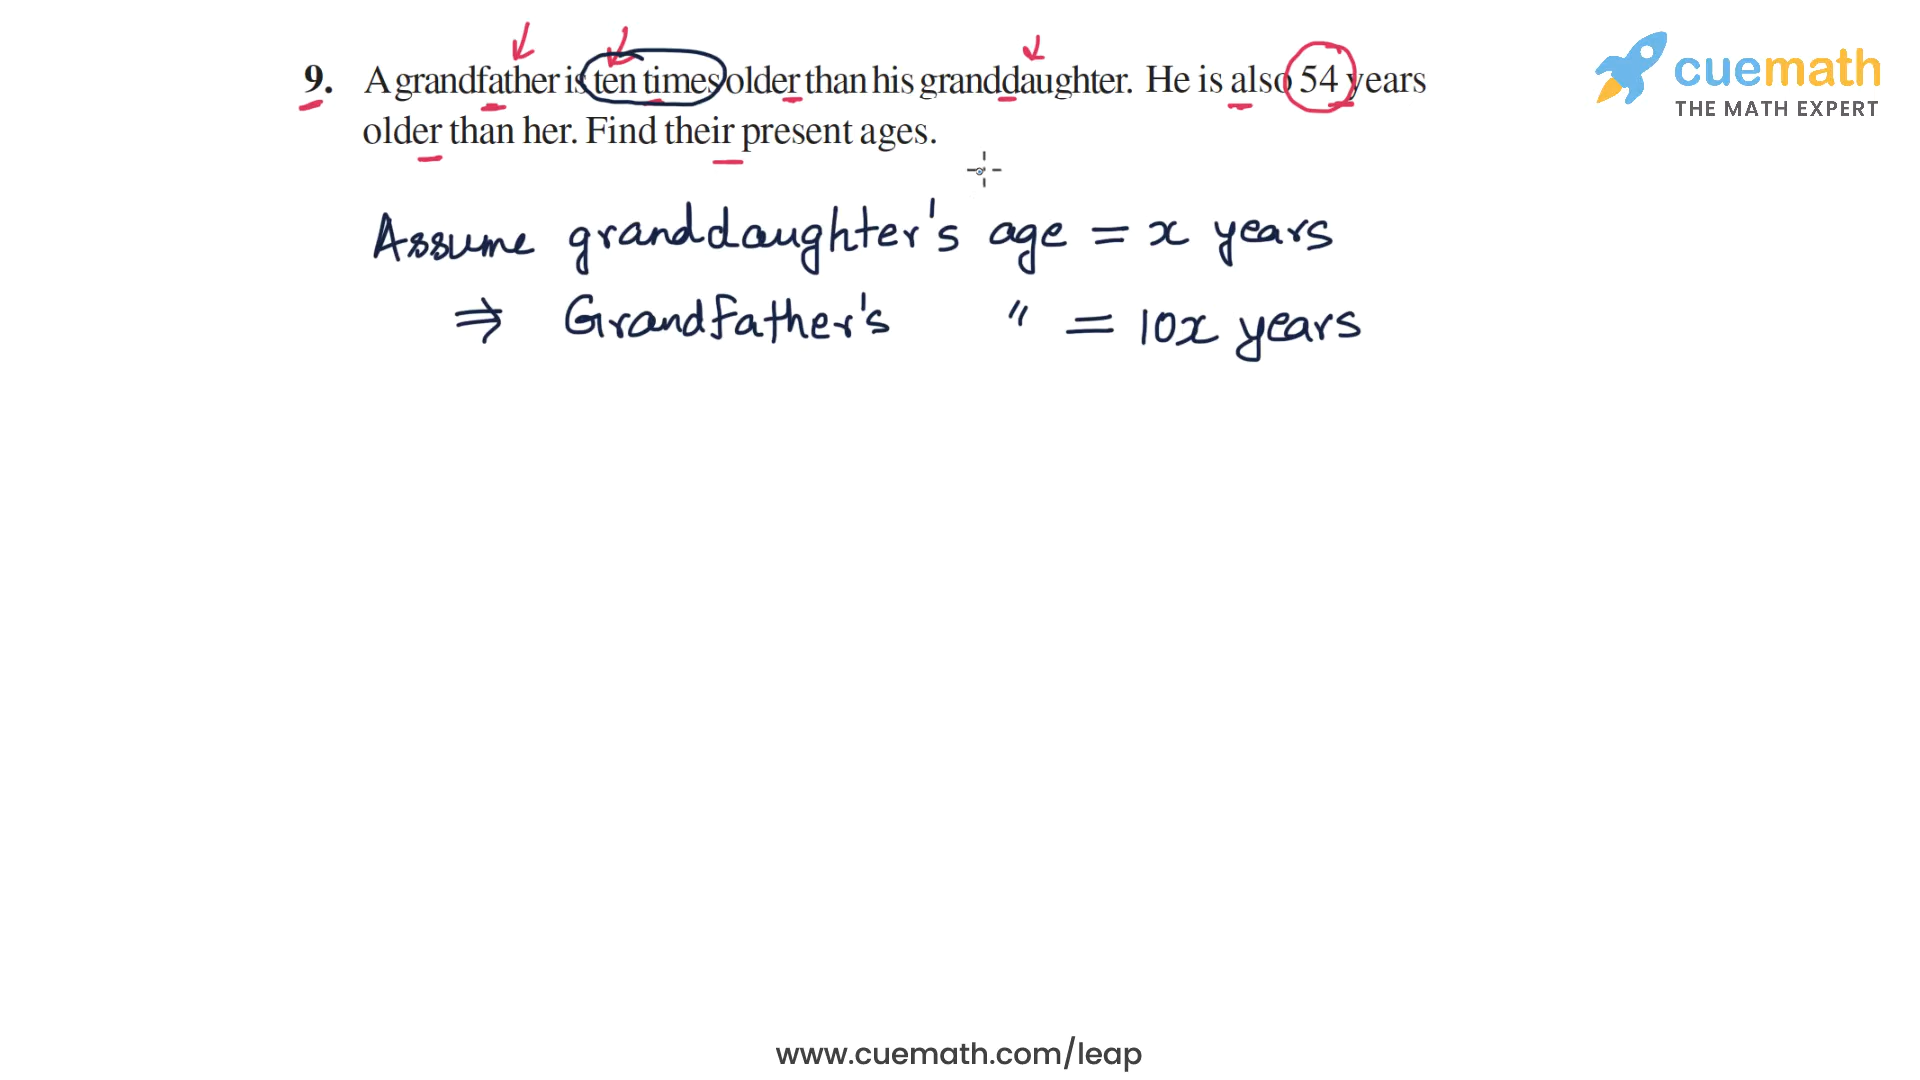 9. A grandfather is ten times older than his granddaughter. He is also 54 years
older than her. Find their present ages.
cuemath
THE MATH EXPERT
Assume granddaughter's age = x years
⇒ Grandfather's " = 10x years
www.cuemath.com/leap